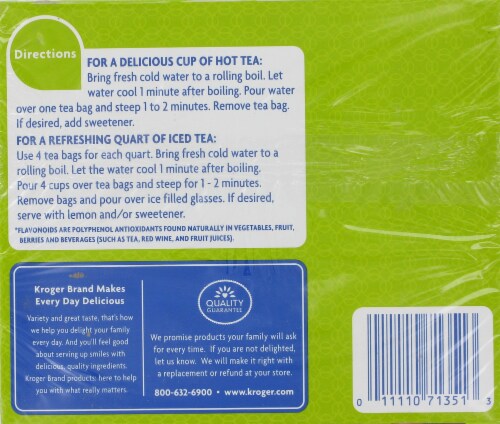 Directions
FOR A DELICIOUS CUP OF HOT TEA:
Bring fresh cold water to a rolling boil. Let
water cool 1 minute after boiling. Pour water
over one tea bag and steep 1 to 2 minutes. Remove tea bag.
If desired, add sweetener.
FOR A REFRESHING QUART OF ICED TEA:
Use 4 tea bags for each quart. Bring fresh cold water to a
rolling boil. Let the water cool 1 minute after boiling.
Pour 4 cups over tea bags and steep for 1 - 2 minutes.
Remove bags and pour over ice filled glasses. If desired,
serve with lemon and/or sweetener.
*FLAVONOIDS ARE POLYPHENOL ANTIOXIDANTS FOUND NATURALLY IN VEGETABLES, FRUIT,
BERRIES AND BEVERAGES (SUCH AS TEA, RED WINE, AND FRUIT JUICES).
Kroger Brand Makes
Every Day Delicious
Variety and great taste, that's how
we help you delight your family
every day. And you'll feel good
about serving up smiles with
delicious, quality ingredients.
Kroger Brand products: here to help
you with what really matters.
QUALITY
GUARANTEE
We promise products your family will ask
for every time. If you are not delighted,
let us know. We will make it right with
a replacement or refund at your store.
800-632-6900 • www.kroger.com
0 11110 71351 3